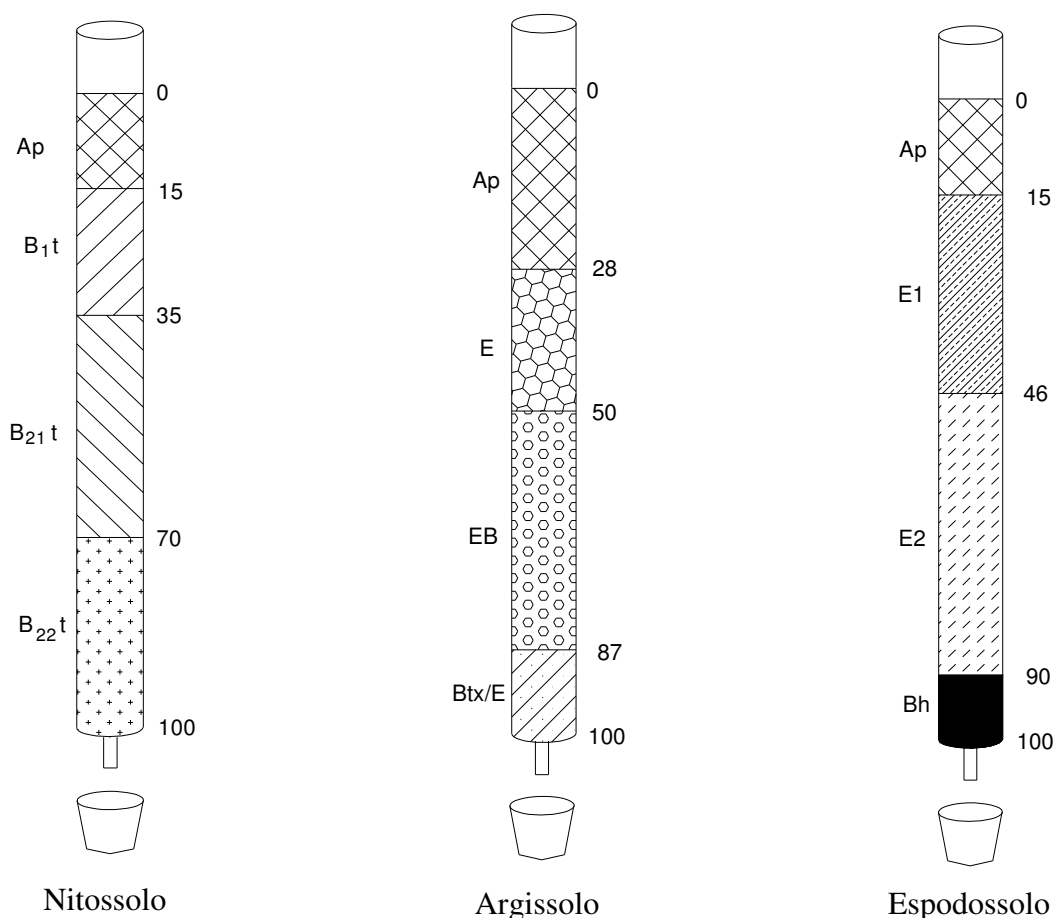 0
Ap
15
B1t
35
B21t
70
B22t
100
Nitossolo
0
Ap
28
E
50
EB
87
Btx/E
100
Argissolo
0
Ap
15
E1
46
E2
90
Bh
100
Espodossolo